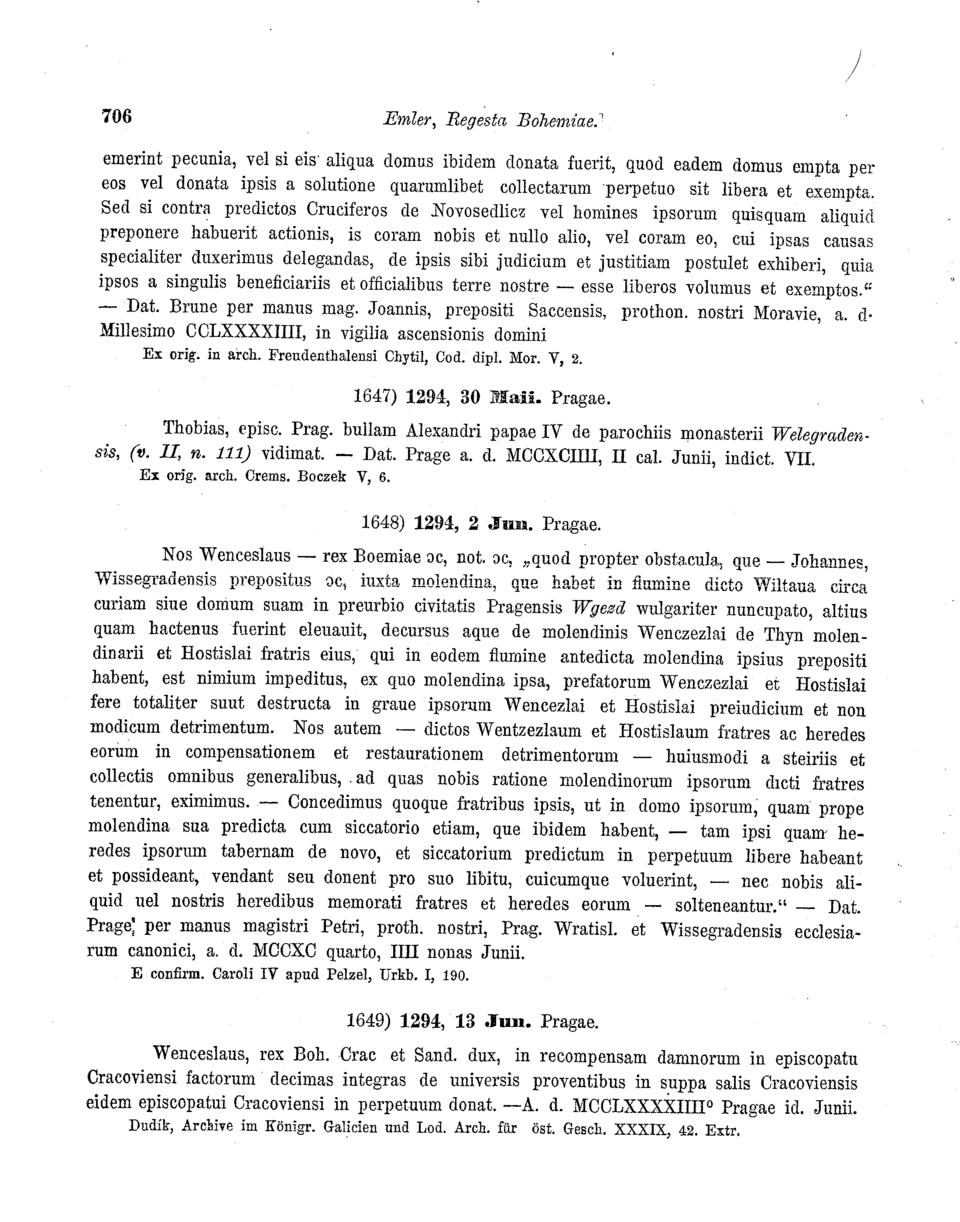 706 Emler, Regesta Bohemiae.
emerint pecunia, vel si eis aliqua domus ibidem donata fuerit, quod eadem domus empta per
eos vel donata ipsis a solutione quarumlibet collectarum perpetuo sit libera et exempta.
Sed si contra predictos Cruciferos de Novosedlicz vel homines ipsorum quisquam aliquid
preponere habuerit actionis, is coram nobis et nullo alio, vel coram eo, cui ipsas causas
specialiter duxerimus delegandas, de ipsis sibi judicium et justitiam postulet exhiberi, quia
ipsos a singulis beneficiariis et officialibus terre nostre — esse liberos volumus et exemptos.“
— Dat. Brune per manus mag. Joannis, prepositi Saccensis, prothon. nostri Moravie, a. d·
Millesimo CCLXXXXIIII, in vigilia ascensionis domini
Ex orig. in arch. Freudenthalensi Chytil, Cod. dipl. Mor. V, 2.
1647) 1294, 30 Maii. Pragae.
Thobias, episc. Prag. bullam Alexandri papae IV de parochiis monasterii Welegraden-
sis, (v. II, n. 111) vidimat. — Dat. Prage a. d. MCCXCIIII, II cal. Junii, indict. VII.
Ex orig. arch. Crems. Boczek V, 6.
1648) 1294, 2 Jun. Pragae.
Nos Wenceslaus — rex Boemiae ɔc, not. ɔc, „quod propter obstacula, que — Johannes,
Wissegradensis prepositus ɔc, iuxta molendina, que habet in flumine dicto Wiltaua circa
curiam siue domum suam in preurbio civitatis Pragensis Wgezd wulgariter nuncupato, altius
quam hactenus fuerint eleuauit, decursus aque de molendinis Wenczezlai de Thyn molen-
dinarii et Hostislai fratris eius, qui in eodem flumine antedicta molendina ipsius prepositi
habent, est nimium impeditus, ex quo molendina ipsa, prefatorum Wenczezlai et Hostislai
fere totaliter suut destructa in graue ipsorum Wencezlai et Hostislai preiudicium et non
modicum detrimentum. Nos autem — dictos Wentzezlaum et Hostislaum fratres ac heredes
eorum in compensationem et restaurationem detrimentorum — huiusmodi a steiriis et
collectis omnibus generalibus, ad quas nobis ratione molendinorum ipsorum dicti fratres
tenentur, eximimus. — Concedimus quoque fratribus ipsis, ut in domo ipsorum, quam prope
molendina sua predicta cum siccatorio etiam, que ibidem habent, — tam ipsi quam he-
redes ipsorum tabernam de novo, et siccatorium predictum in perpetuum libere habeant
et possideant, vendant seu donent pro suo libitu, cuicumque voluerint, — nec nobis ali-
quid uel nostris heredibus memorati fratres et heredes eorum — solteneantur.“ — Dat.
Prage, per manus magistri Petri, proth. nostri, Prag. Wratisl. et Wissegradensis ecclesia-
rum canonici, a. d. MCCXC quarto, IIII nonas Junii.
E confirm. Caroli IV apud Pelzel, Urkb. I, 190.
1649) 1294, 13 Jun. Pragae.
Wenceslaus, rex Boh. Crac et Sand. dux, in recompensam damnorum in episcopatu
Cracoviensi factorum decimas integras de universis proventibus in suppa salis Cracoviensis
eidem episcopatui Cracoviensi in perpetuum donat. —A. d. MCCLXXXXIIII⁰ Pragae id. Junii.
Dudík, Archive im Königr. Galicien und Lod. Arch. für öst. Gesch. XXXIX, 42. Extr.